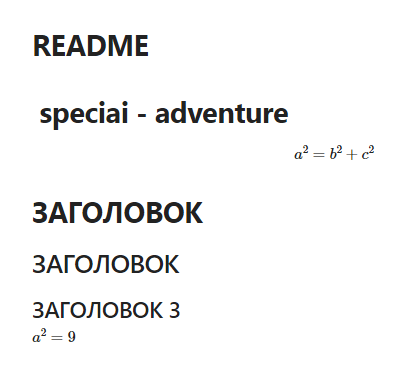 README
speciai - adventure
a² = b² + c²
ЗАГОЛОВОК
ЗАГОЛОВОК
ЗАГОЛОВОК 3
a² = 9